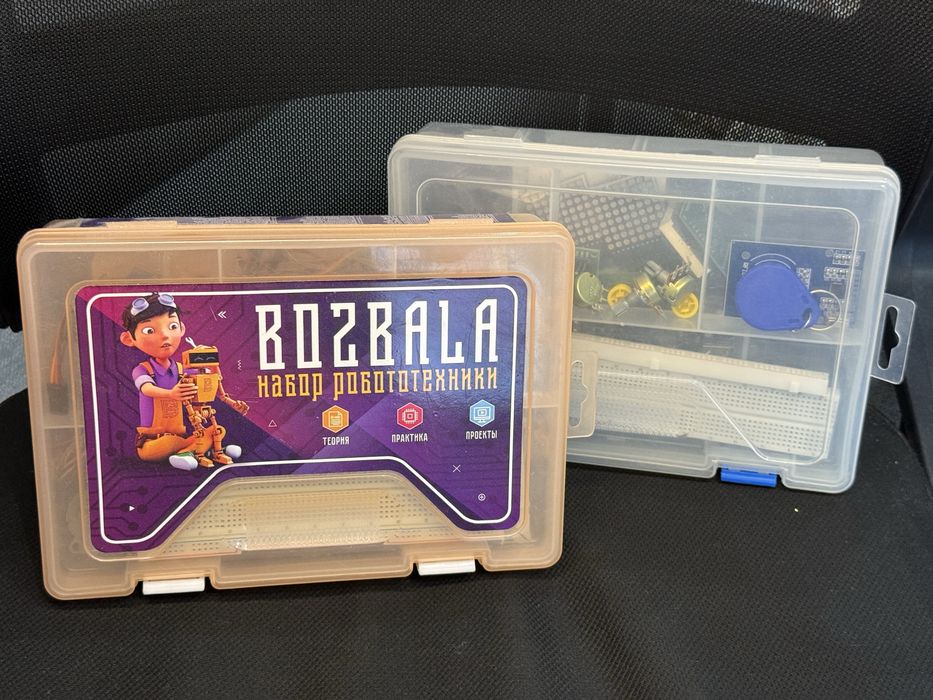 BOZBALA
НАБОР РОБОТОТЕХНИКИ
ТЕОРИЯ
ПРАКТИКА
ПРОЕКТЫ